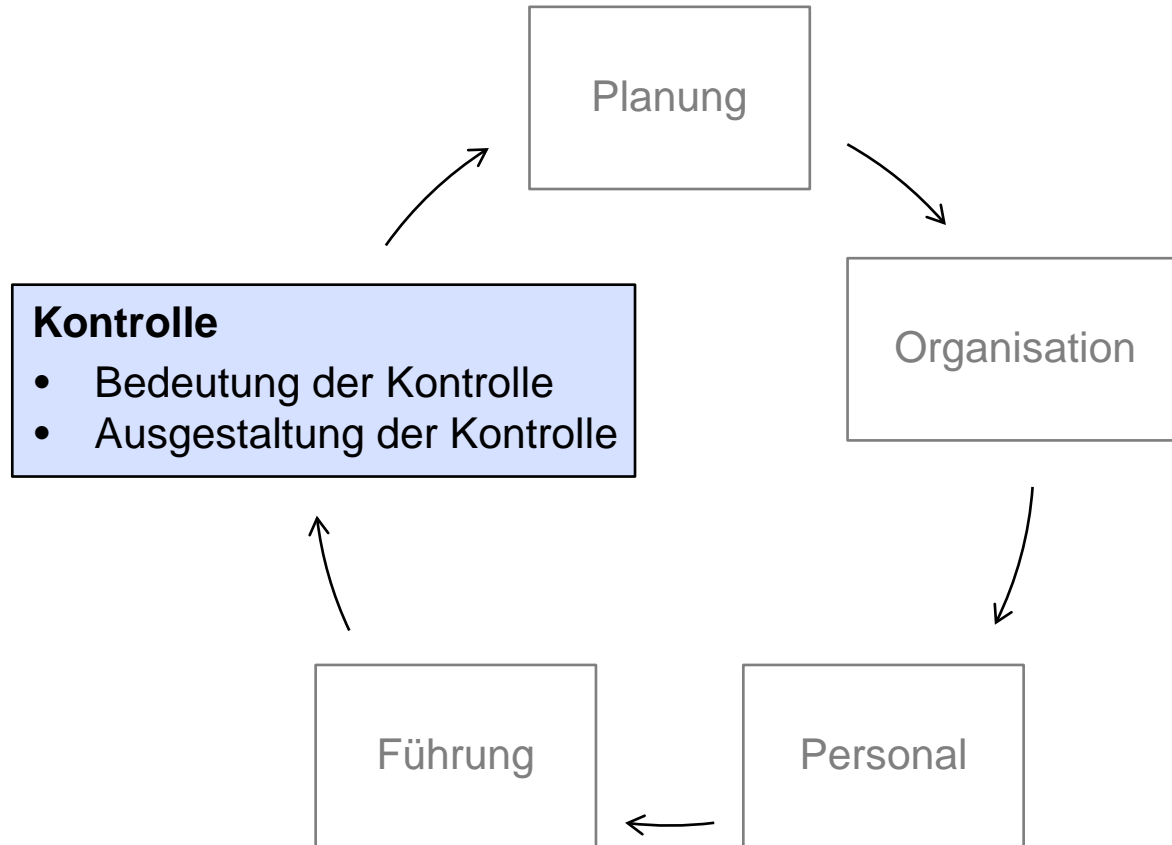 Planung
Organisation
Kontrolle
• Bedeutung der Kontrolle
• Ausgestaltung der Kontrolle
Führung
Personal